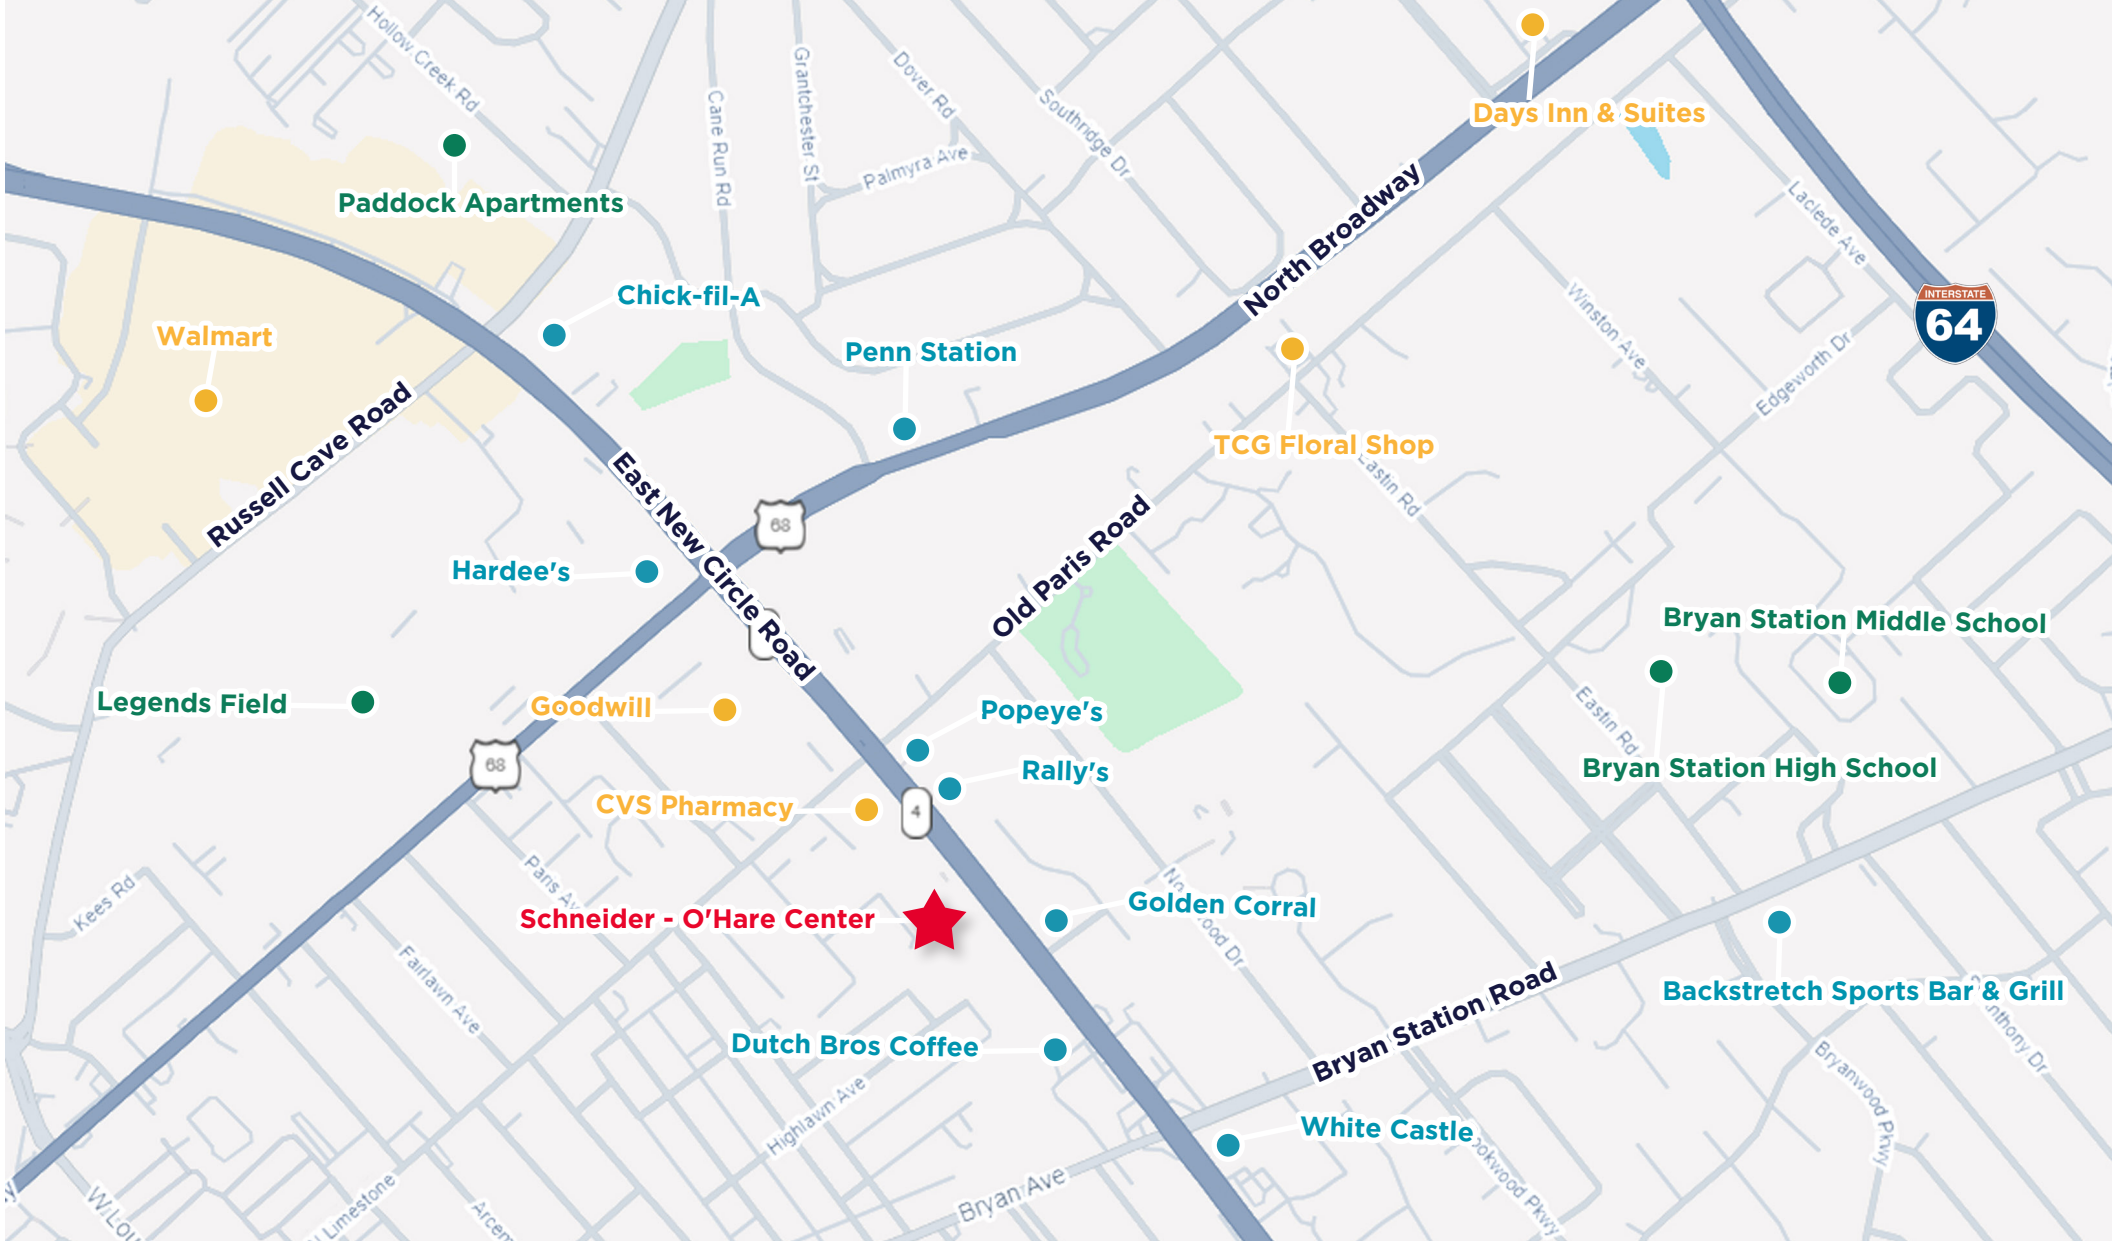 Hollow Creek Rd
Paddock Apartments
Grantchester St
Cane Run Rd
Dover Rd
Palmyra Ave
Southridge Dr
Days Inn & Suites
North Broadway
Laclede Ave
INTERSTATE
64
Chick-fil-A
Walmart
Penn Station
Winston Ave
Edgeworth Dr
Russell Cave Road
TCG Floral Shop
Eastin Rd
East New Circle Road
68
Old Paris Road
Hardee's
Bryan Station Middle School
Legends Field
Goodwill
Popeye's
Eastin Rd
68
Rally's
Bryan Station High School
CVS Pharmacy
4
Kees Rd
Schneider - O'Hare Center
Golden Corral
Fairlawn Ave
Bryan Station Road
Backstretch Sports Bar & Grill
Dutch Bros Coffee
Highlawn Ave
Bryanwood Pkwy
White Castle
Bryan Ave
Limestone